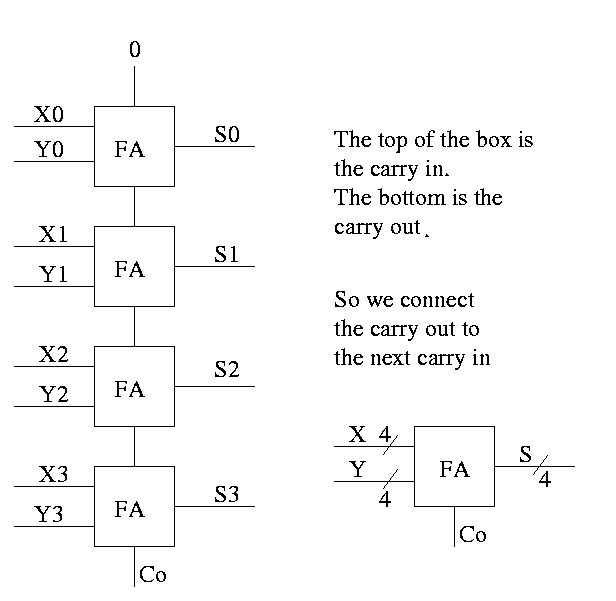 0
X0
Y0
FA
S0
X1
Y1
FA
S1
X2
Y2
FA
S2
X3
Y3
FA
S3
Co
The top of the box is
the carry in.
The bottom is the
carry out .
So we connect
the carry out to
the next carry in
X 4
Y
4
FA
S
4
Co